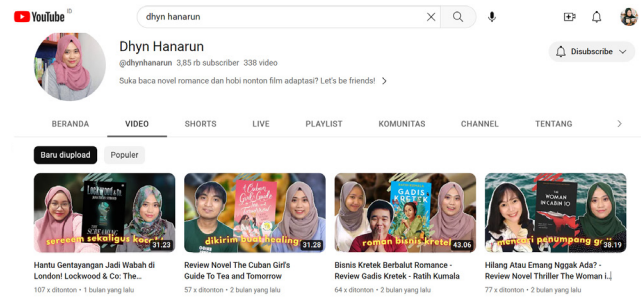 YouTube ID
dhyn hanarun
Dhyn Hanarun
@dhynhanarun 3,85 rb subscriber 338 video
Suka baca novel romance dan hobi nonton film adaptasi? Let's be friends!
Disubscribe
BERANDA VIDEO SHORTS LIVE PLAYLIST KOMUNITAS CHANNEL TENTANG
Baru diupload Populer
LOCKWOOD & Co.
sereeem sekaligus kocak
31.23
Cuban Girl's Guide
dikirim buat healing
31.28
GADIS KRETEK
roman bisnis kretek
43.06
THE WOMAN IN CABIN 10
mencari penumpang
38.19
Hantu Gentayangan Jadi Wabah di
London! Lockwood & Co: The...
107 x ditonton • 1 bulan yang lalu
Review Novel The Cuban Girl's
Guide To Tea and Tomorrow
57 x ditonton • 2 bulan yang lalu
Bisnis Kretek Berbalut Romance -
Review Gadis Kretek - Ratih Kumala
64 x ditonton • 2 bulan yang lalu
Hilang Atau Emang Nggak Ada? -
Review Novel Thriller The Woman i...
77 x ditonton • 2 bulan yang lalu